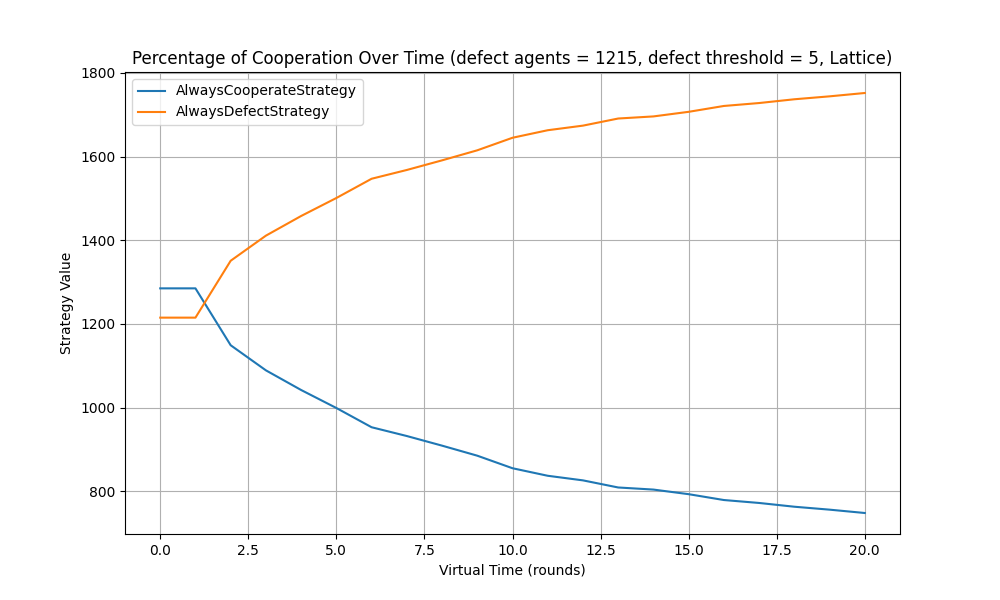 Percentage of Cooperation Over Time (defect agents = 1215, defect threshold = 5, Lattice)
AlwaysCooperateStrategy
AlwaysDefectStrategy
Strategy Value
1800
1600
1400
1200
1000
800
0.0 2.5 5.0 7.5 10.0 12.5 15.0 17.5 20.0
Virtual Time (rounds)